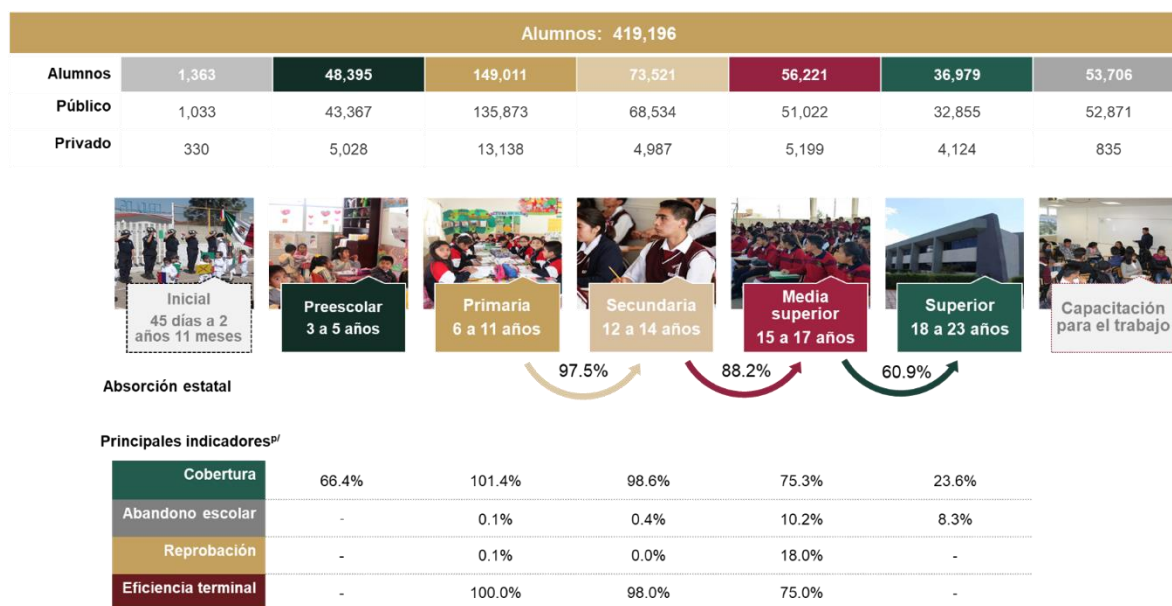 Alumnos: 419,196
Alumnos 1,363 48,395 149,011 73,521 56,221 36,979 53,706
Público 1,033 43,367 135,873 68,534 51,022 32,855 52,871
Privado 330 5,028 13,138 4,987 5,199 4,124 835
Inicial
45 días a 2
años 11 meses
Preescolar
3 a 5 años
Primaria
6 a 11 años
Secundaria
12 a 14 años
Media
superior
15 a 17 años
Superior
18 a 23 años
Capacitación
para el trabajo
Absorción estatal
97.5% 88.2% 60.9%
Principales indicadoresᵖ/
Cobertura 66.4% 101.4% 98.6% 75.3% 23.6%
Abandono escolar - 0.1% 0.4% 10.2% 8.3%
Reprobación - 0.1% 0.0% 18.0% -
Eficiencia terminal - 100.0% 98.0% 75.0% -